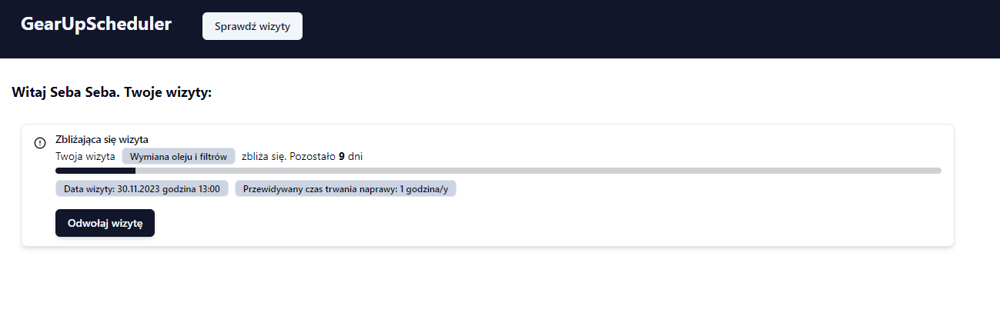 GearUpScheduler Sprawdź wizyty
Witaj Seba Seba. Twoje wizyty:
Zbliżająca się wizyta
Twoja wizyta Wymiana oleju i filtrów zbliża się. Pozostało 9 dni
Data wizyty: 30.11.2023 godzina 13:00 Przewidywany czas trwania naprawy: 1 godzina/y
Odwołaj wizytę